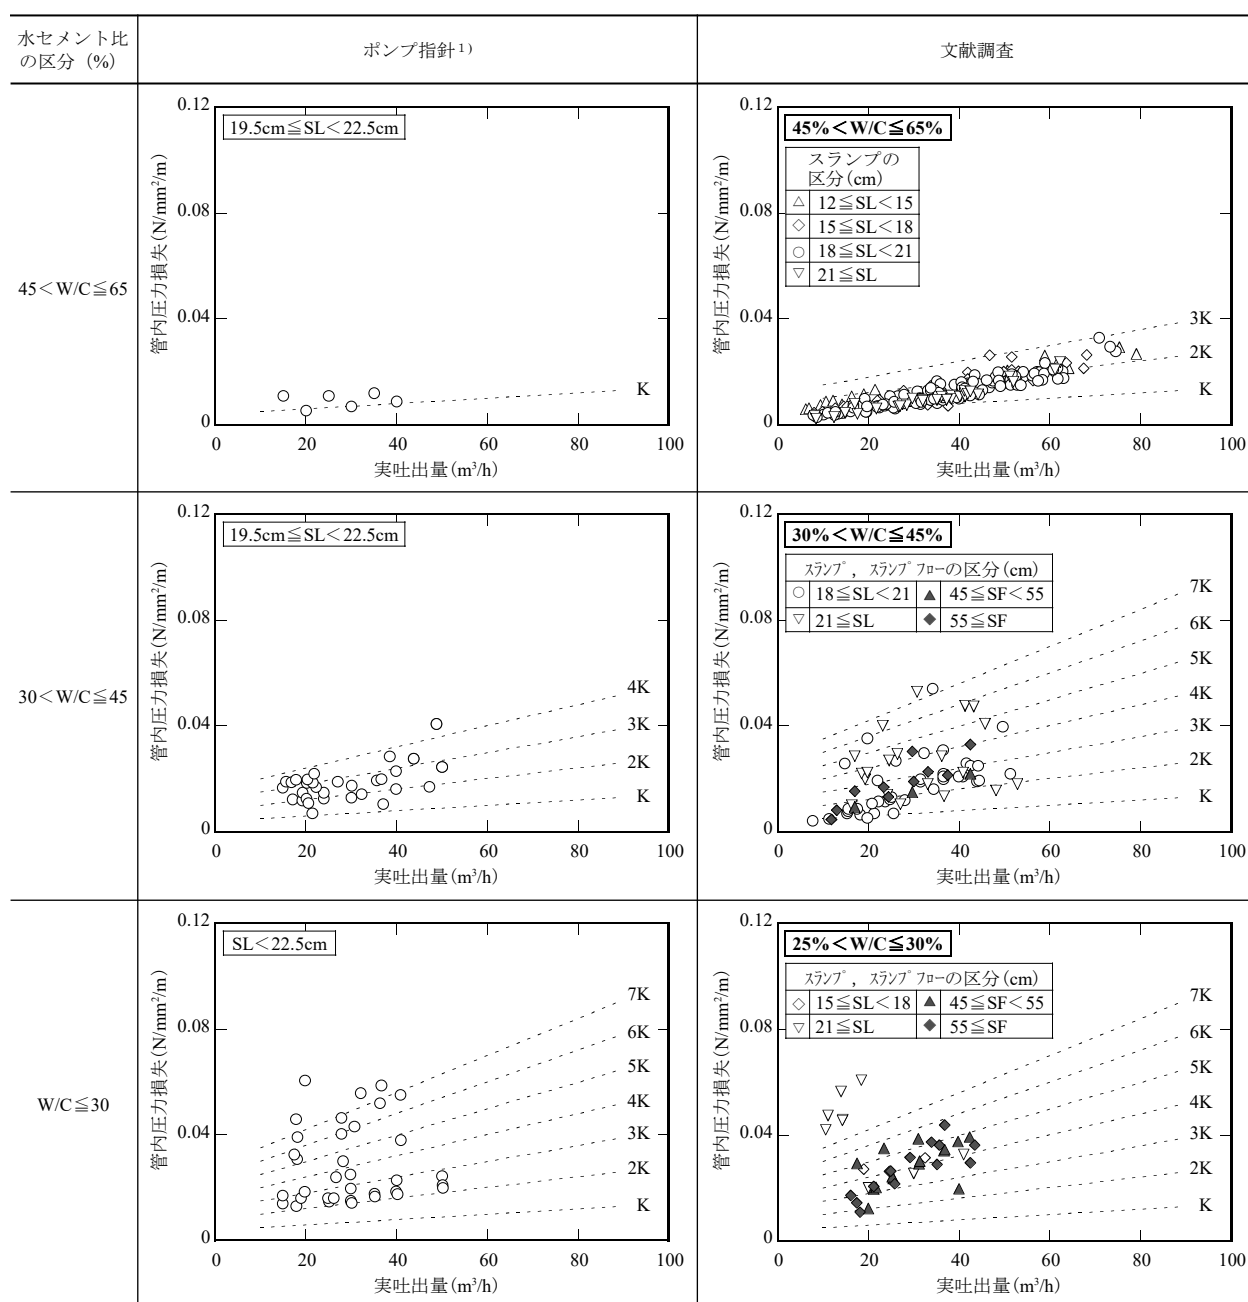 水セメント比
の区分（%）
ポンプ指針1）
文献調査
45＜W/C≦65
0.12
0.08
0.04
0
管内圧力損失(N/mm²/m)
19.5cm≦SL＜22.5cm
K
20
40
60
80
100
実吐出量(m³/h)
0.12
0.08
0.04
0
管内圧力損失(N/mm²/m)
45%＜W/C≦65%
スランプの
区分(cm)
△ 12≦SL＜15
◇ 15≦SL＜18
○ 18≦SL＜21
▽ 21≦SL
3K
2K
K
0
20
40
60
80
100
実吐出量(m³/h)
30＜W/C≦45
0.12
0.08
0.04
0
管内圧力損失(N/mm²/m)
19.5cm≦SL＜22.5cm
4K
3K
2K
K
20
40
60
80
100
実吐出量(m³/h)
0.12
0.08
0.04
0
管内圧力損失(N/mm²/m)
30%＜W/C≦45%
ｽﾗﾝﾌﾟ，ｽﾗﾝﾌﾟﾌﾛｰの区分(cm)
○ 18≦SL＜21 ▲ 45≦SF＜55
▽ 21≦SL ◆ 55≦SF
7K
6K
5K
4K
3K
2K
K
0
20
40
60
80
100
実吐出量(m³/h)
W/C≦30
0.12
0.08
0.04
0
管内圧力損失(N/mm²/m)
SL＜22.5cm
7K
6K
5K
4K
3K
2K
K
20
40
60
80
100
実吐出量(m³/h)
0.12
0.08
0.04
0
管内圧力損失(N/mm²/m)
25%＜W/C≦30%
ｽﾗﾝﾌﾟ，ｽﾗﾝﾌﾟﾌﾛｰの区分(cm)
◇ 15≦SL＜18 ▲ 45≦SF＜55
▽ 21≦SL ◆ 55≦SF
7K
6K
5K
4K
3K
2K
K
0
20
40
60
80
100
実吐出量(m³/h)